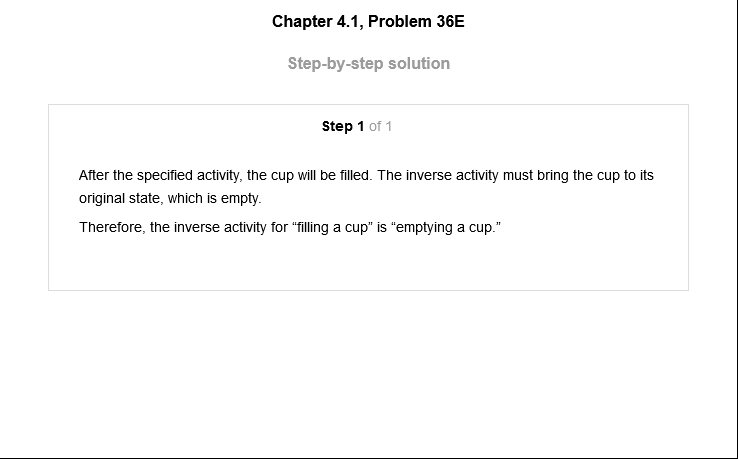 Chapter 4.1, Problem 36E
Step-by-step solution
Step 1 of 1
After the specified activity, the cup will be filled. The inverse activity must bring the cup to its
original state, which is empty.
Therefore, the inverse activity for “filling a cup” is “emptying a cup.”